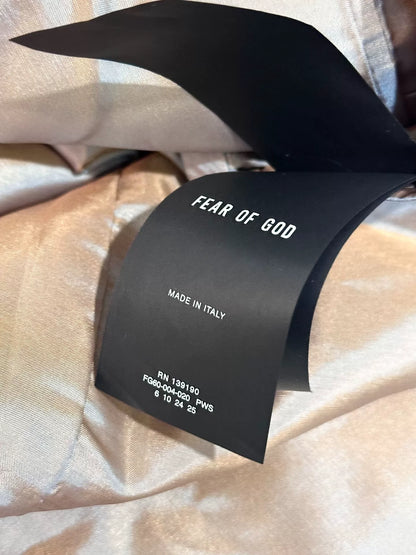 FEAR OF GOD
MADE IN ITALY
RN 139190
FG60-004-020 PWS
6 10 24 25